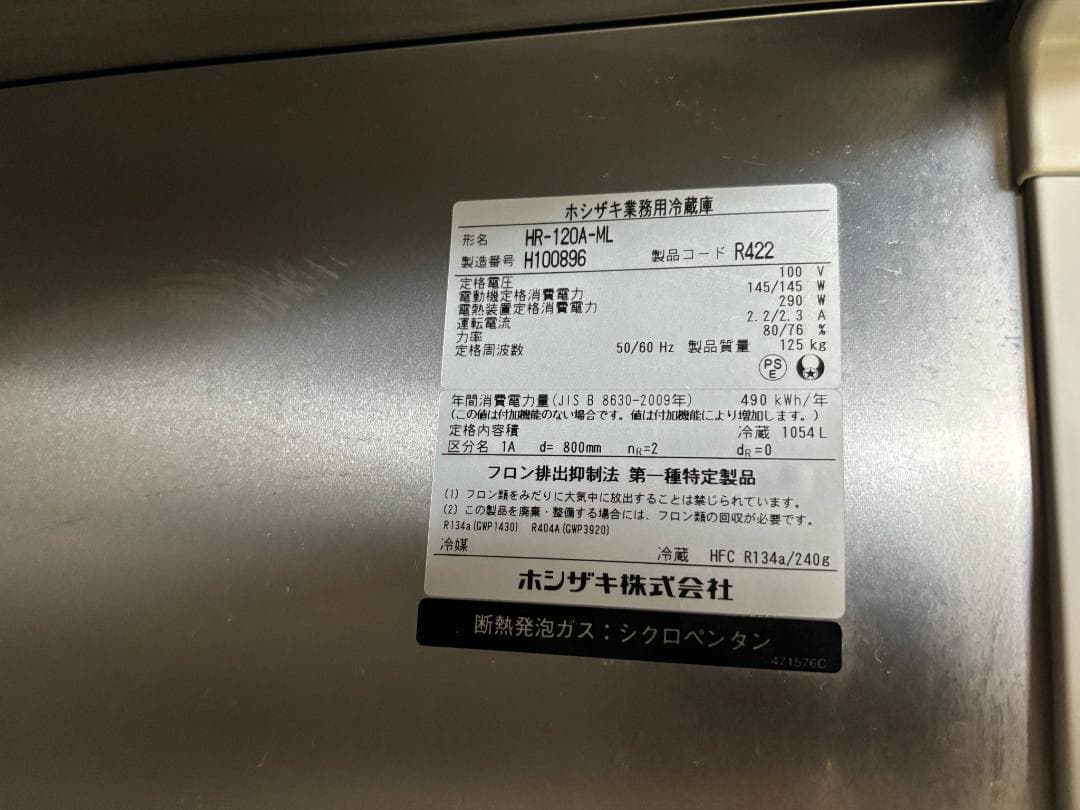 ホシザキ業務用冷蔵庫
形名 HR-120A-ML
製造番号 H100896 製品コード R422
定格電圧 100 V
電動機定格消費電力 145/145 W
電熱装置定格消費電力 290 W
運転電流 2.2/2.3 A
力率 80/76 %
定格周波数 50/60 Hz 製品質量 125 kg
PS
E
年間消費電力量(JIS B 8630-2009年) 490 kWh/年
(この値は付加機能のない場合です。値は付加機能により増加します。)
定格内容積 冷蔵 1054 L
区分名 1A d= 800mm nR=2 dR=0
フロン排出抑制法 第一種特定製品
(1) フロン類をみだりに大気中に放出することは禁じられています。
(2) この製品を廃棄・整備する場合には、フロン類の回収が必要です。
R134a(GWP1430) R404A(GWP3920)
冷媒 冷蔵 HFC R134a/240g
ホシザキ株式会社
断熱発泡ガス：シクロペンタン
471576C